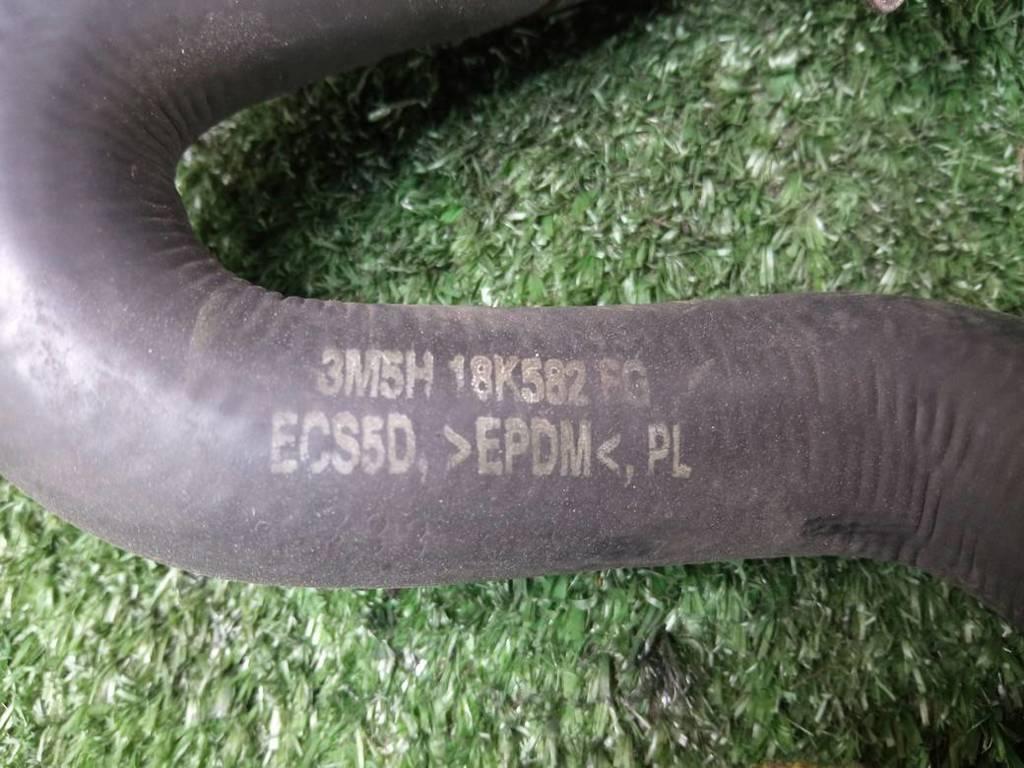 3M5H 18K582 FG
ECS5D, >EPDM<, PL